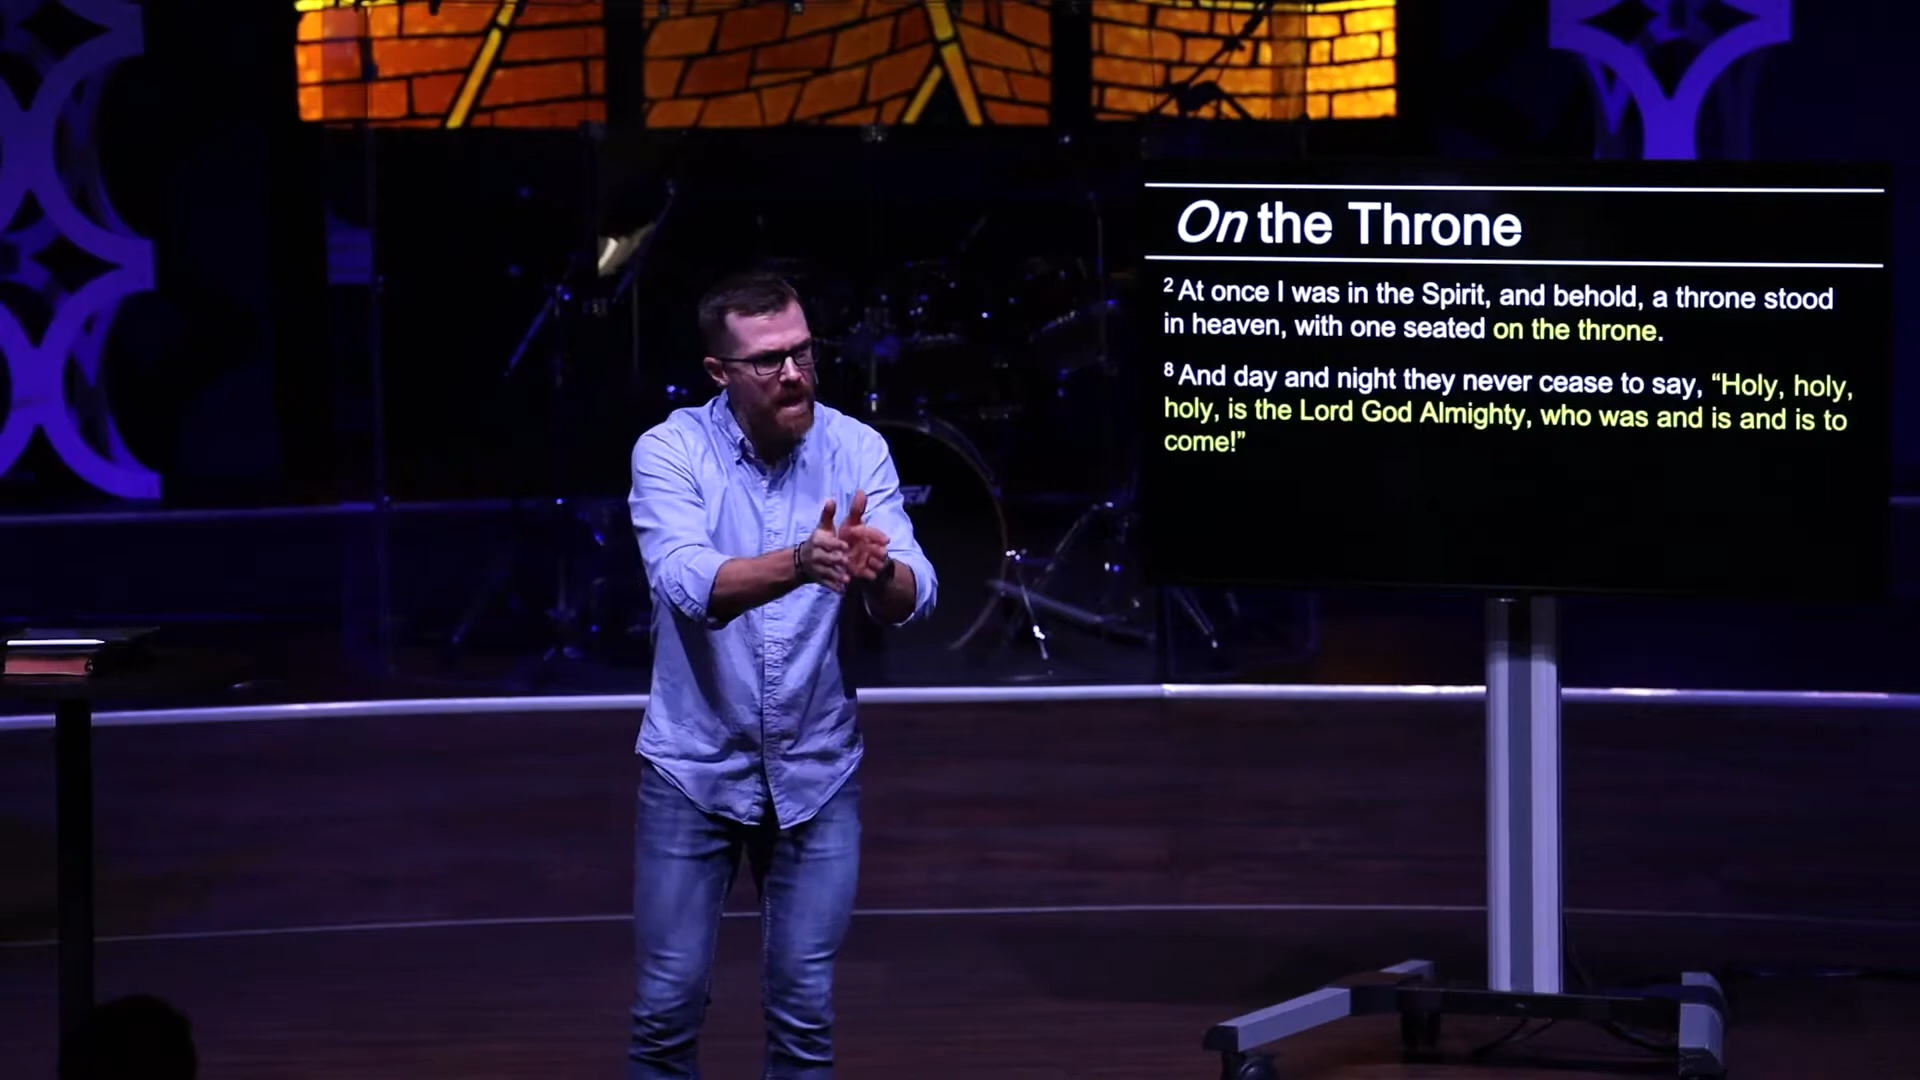 On the Throne
2 At once I was in the Spirit, and behold, a throne stood
in heaven, with one seated on the throne.
8 And day and night they never cease to say, “Holy, holy,
holy, is the Lord God Almighty, who was and is and is to
come!”